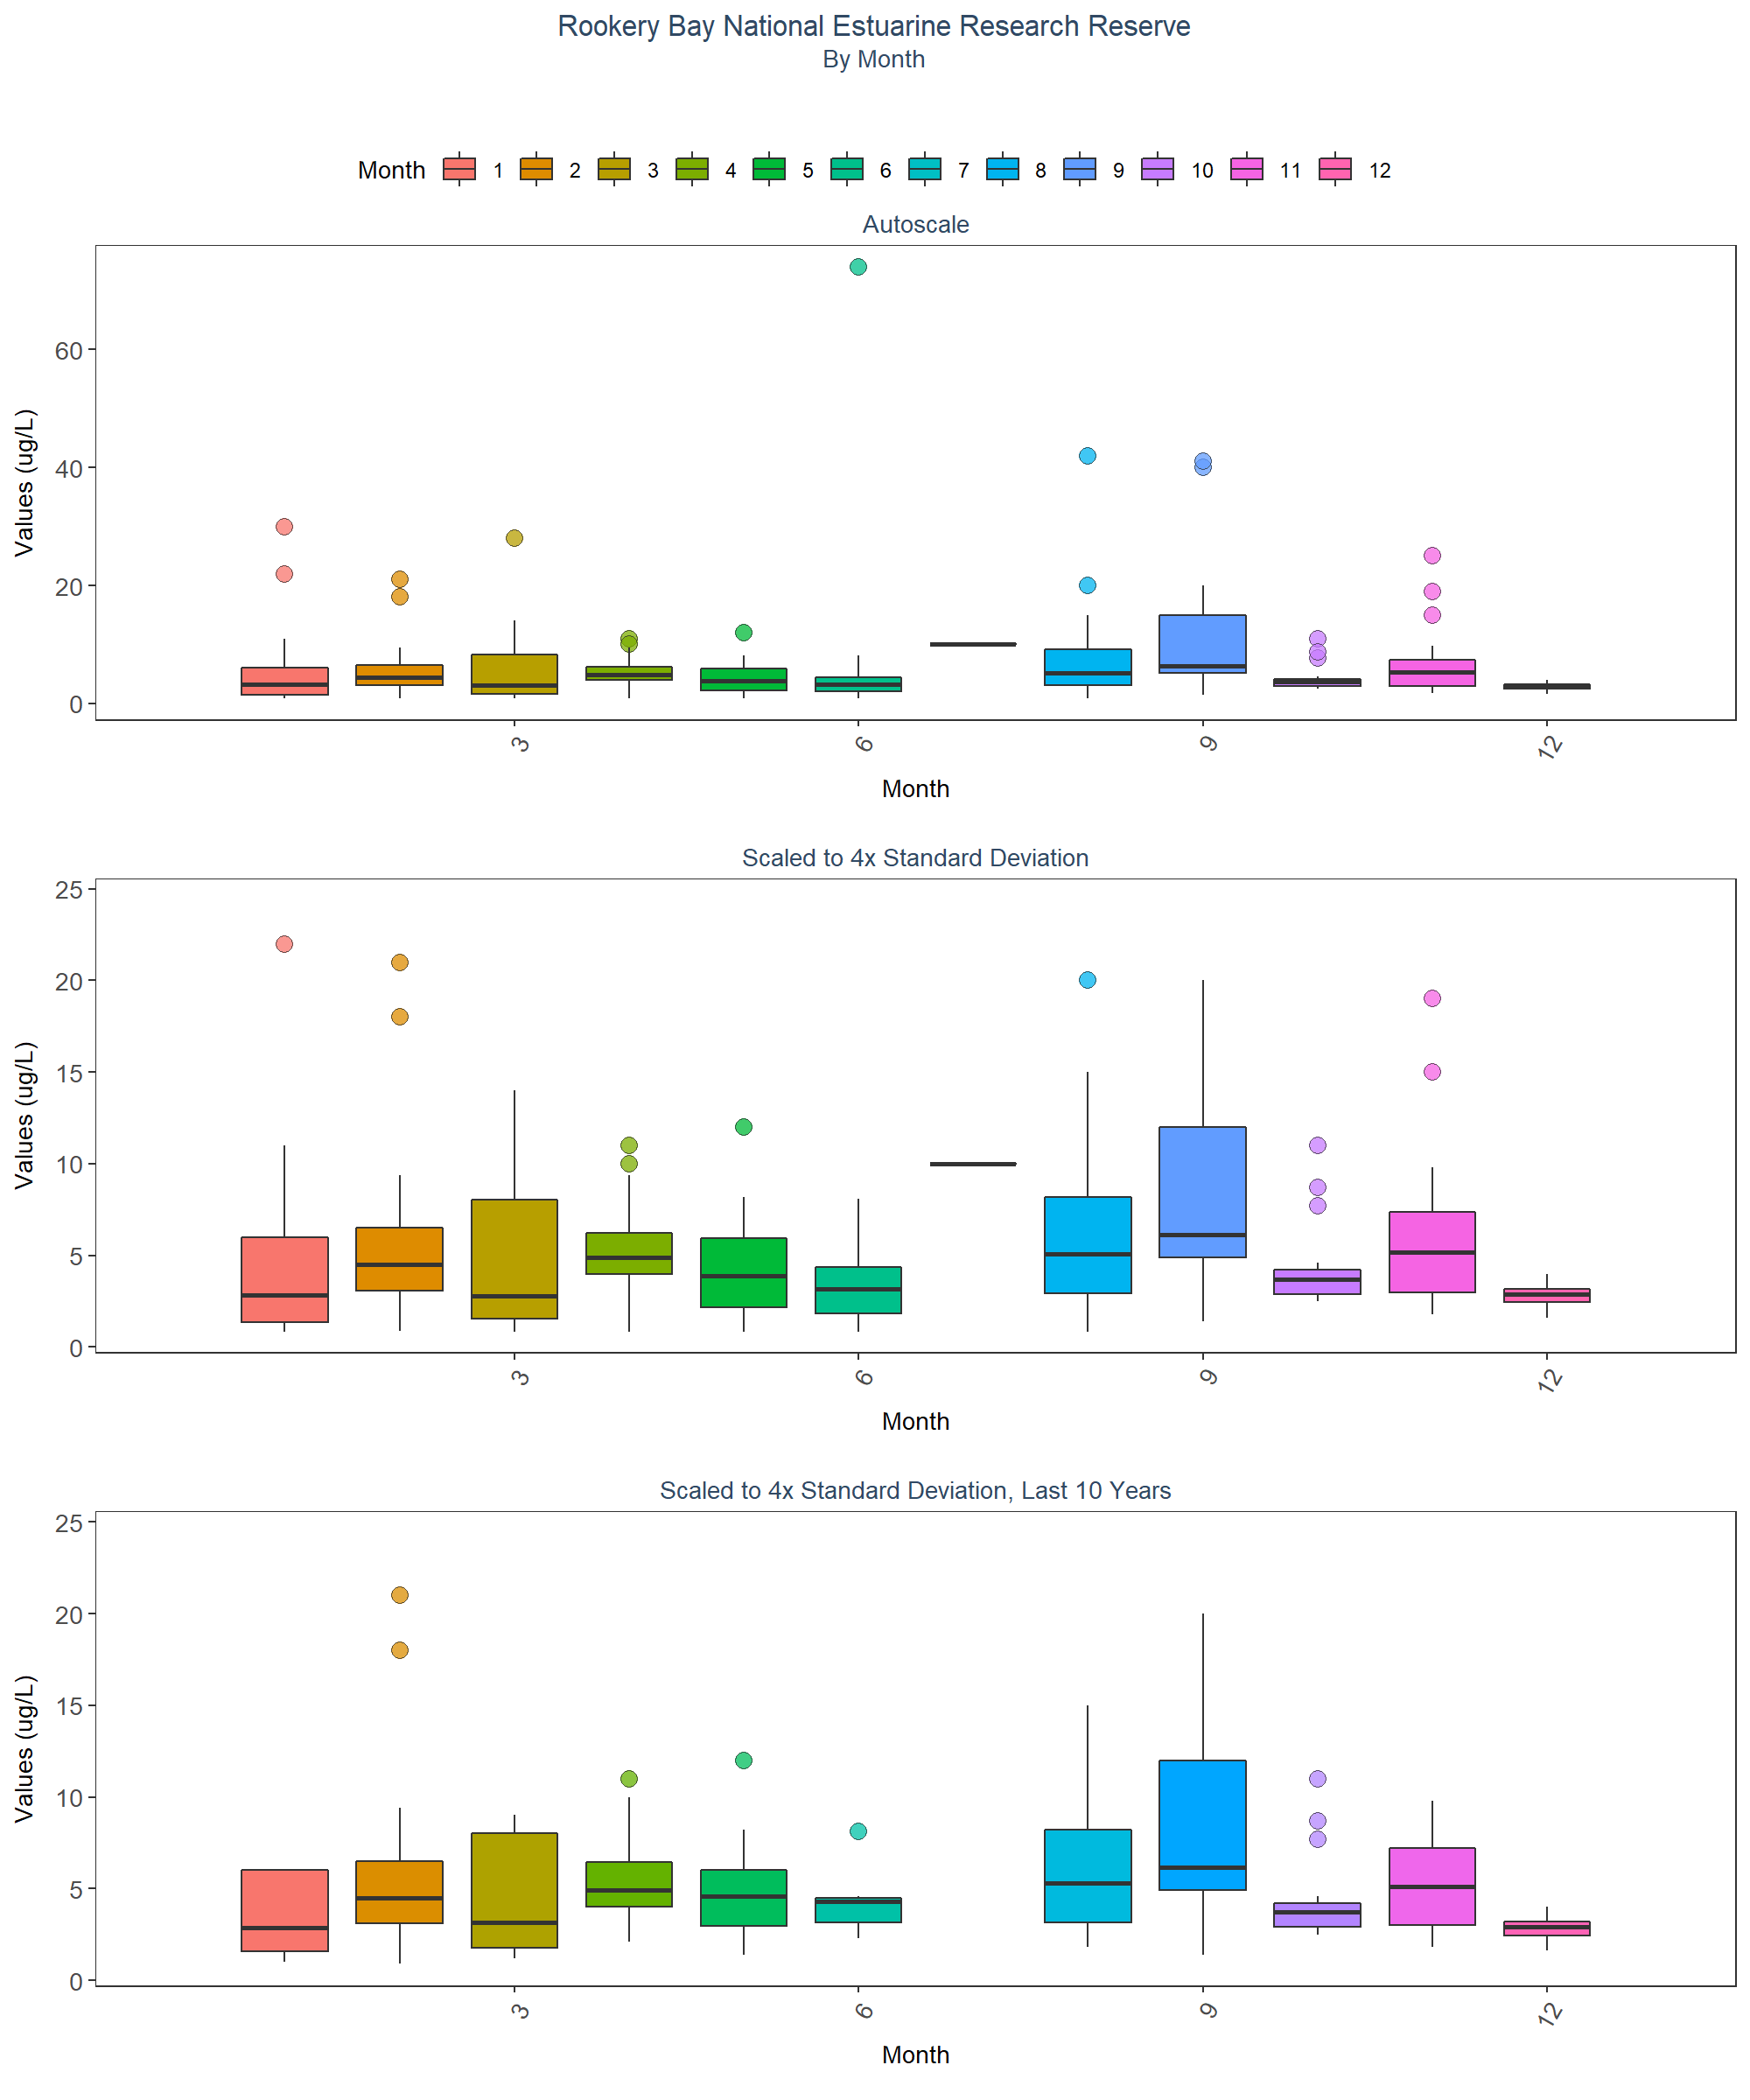 Rookery Bay National Estuarine Research Reserve
By Month
Month 1 2 3 4 5 6 7 8 9 10 11 12
Autoscale
Values (ug/L)
60
40
20
0
3 6 9 12
Month
Scaled to 4x Standard Deviation
Values (ug/L)
25
20
15
10
5
0
3 6 9 12
Month
Scaled to 4x Standard Deviation, Last 10 Years
Values (ug/L)
25
20
15
10
5
0
3 6 9 12
Month